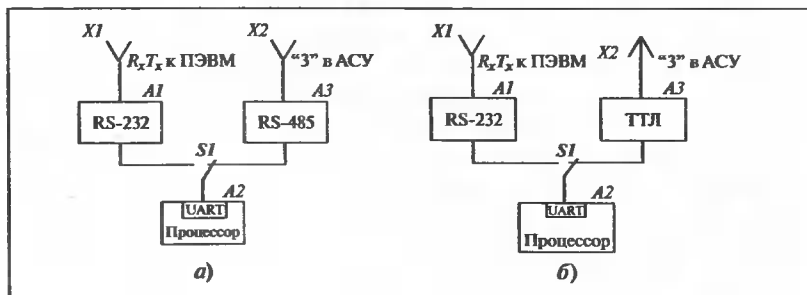 X1
RxTx к ПЭВМ
A1
RS-232
X2
“3” в АСУ
A3
RS-485
S1
A2
UART
Процессор
а)
X1
RxTx к ПЭВМ
A1
RS-232
X2
“3” в АСУ
A3
ТТЛ
S1
A2
UART
Процессор
б)